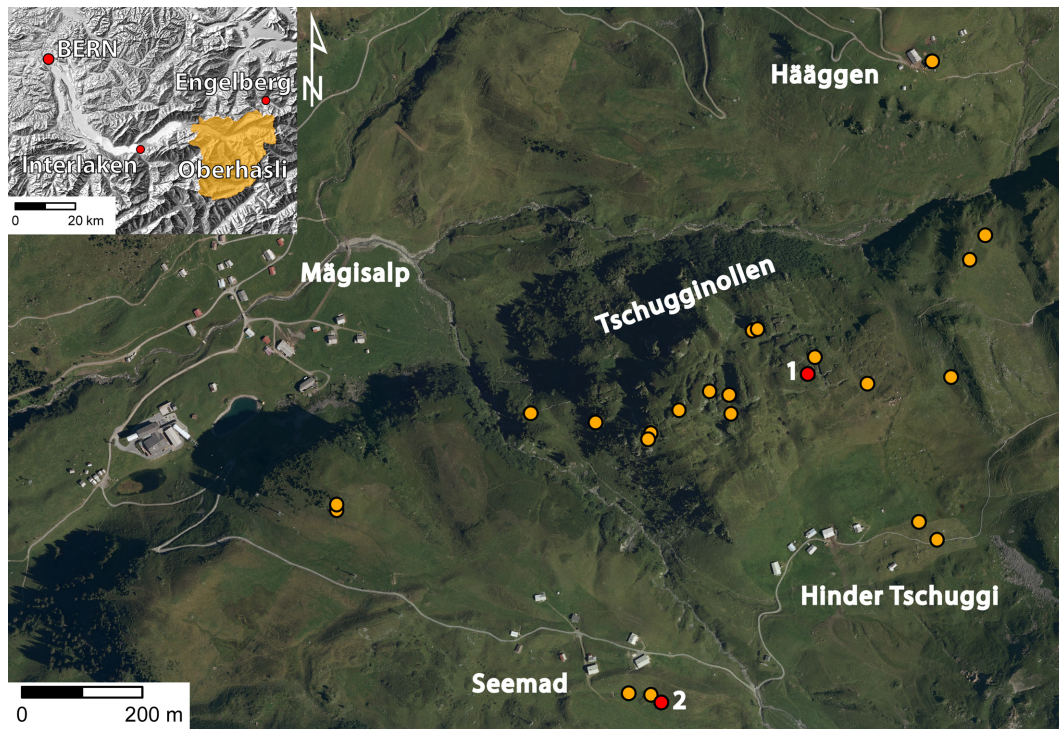 BERN
Engelberg
Interlaken
Oberhasli
0 20 km
N
Hääggen
Mägisalp
Tschugginollen
1
Hinder Tschuggi
Seemad
2
0 200 m